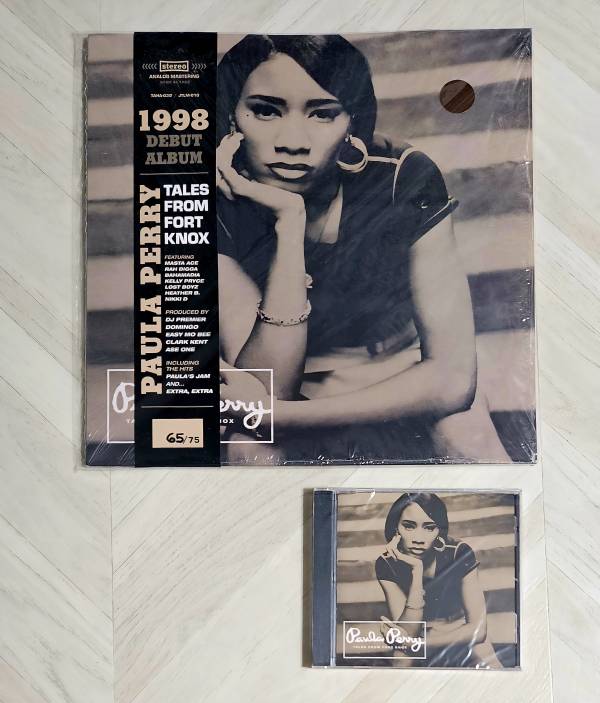 stereo
ANALOG MASTERING
1998
DEBUT
ALBUM
PAULA PERRY
TALES
FROM
FORT
KNOX
FEATURING
MASTA ACE
RAH BIGGA
BAHAMADIA
KELLY PRYCE
LOST BOYZ
HEATHER B.
NIKKI D
PRODUCED BY
DJ PREMIER
DOMINGO
EASY MO BEE
CLARK KENT
ASE ONE
INCLUDING
THE HITS
PAULA'S JAM
AND...
EXTRA, EXTRA
65/75
Paula Perry
TALES FROM FORT KNOX